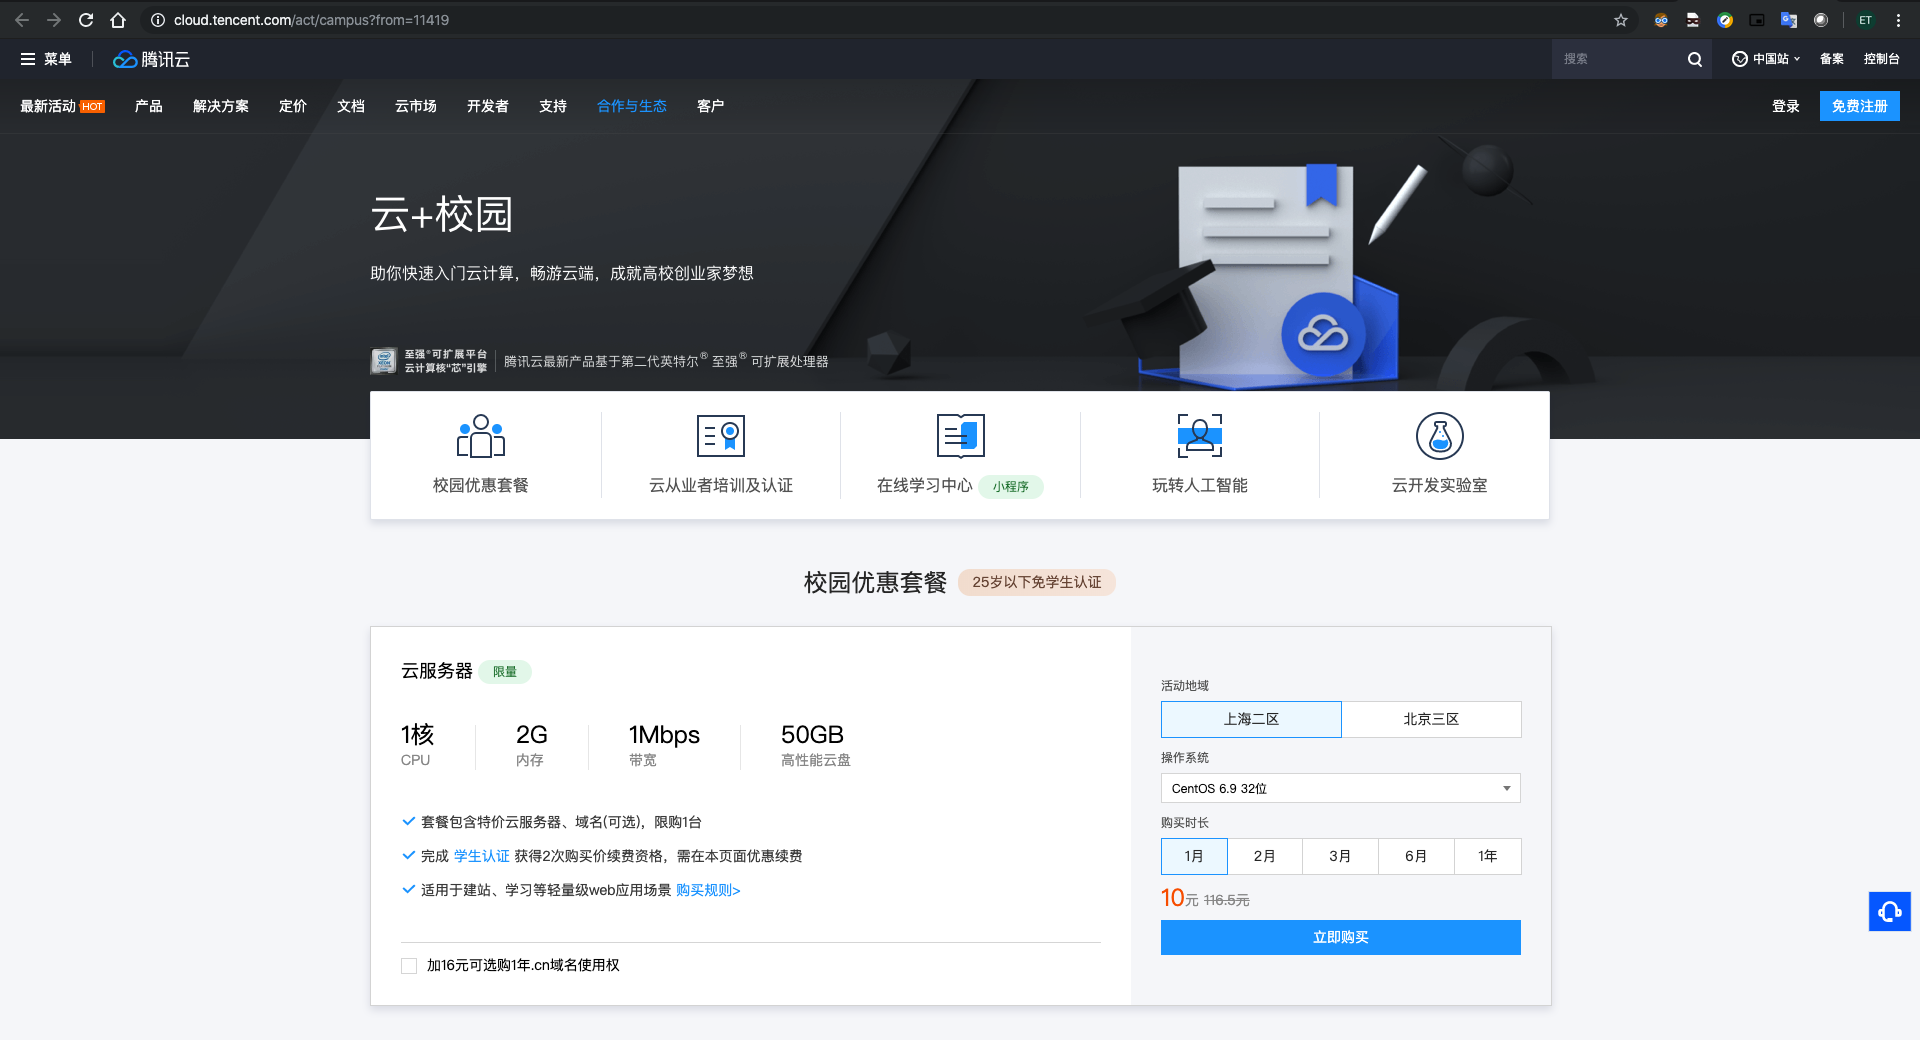 cloud.tencent.com/act/campus?from=11419
ET
菜单
腾讯云
搜索
中国站
备案
控制台
最新活动 HOT
产品
解决方案
定价
文档
云市场
开发者
支持
合作与生态
客户
登录
免费注册
云+校园
助你快速入门云计算，畅游云端，成就高校创业家梦想
至强®可扩展平台
云计算核“芯”引擎
腾讯云最新产品基于第二代英特尔® 至强® 可扩展处理器
校园优惠套餐
云从业者培训及认证
在线学习中心 小程序
玩转人工智能
云开发实验室
校园优惠套餐 25岁以下免学生认证
云服务器 限量
1核
CPU
2G
内存
1Mbps
带宽
50GB
高性能云盘
套餐包含特价云服务器、域名(可选)，限购1台
完成 学生认证 获得2次购买价续费资格，需在本页面优惠续费
适用于建站、学习等轻量级web应用场景 购买规则>
加16元可选购1年.cn域名使用权
活动地域
上海二区
北京三区
操作系统
CentOS 6.9 32位
购买时长
1月
2月
3月
6月
1年
10元 116.5元
立即购买